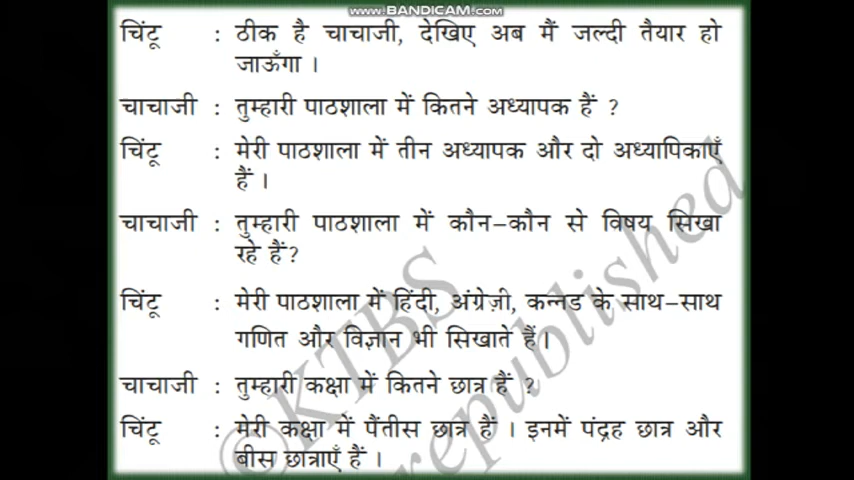 www.BANDICAM.com
चिंटू : ठीक है चाचाजी, देखिए अब मैं जल्दी तैयार हो
जाऊँगा ।
चाचाजी : तुम्हारी पाठशाला में कितने अध्यापक हैं ?
चिंटू : मेरी पाठशाला में तीन अध्यापक और दो अध्यापिकाएँ
हैं ।
चाचाजी : तुम्हारी पाठशाला में कौन-कौन से विषय सिखा
रहे हैं?
चिंटू : मेरी पाठशाला में हिंदी, अंग्रेज़ी, कन्नड के साथ-साथ
गणित और विज्ञान भी सिखाते हैं।
चाचाजी : तुम्हारी कक्षा में कितने छात्र हैं ?
चिंटू : मेरी कक्षा में पैंतीस छात्र हैं । इनमें पंद्रह छात्र और
बीस छात्राएँ हैं ।
©KTBS
republished